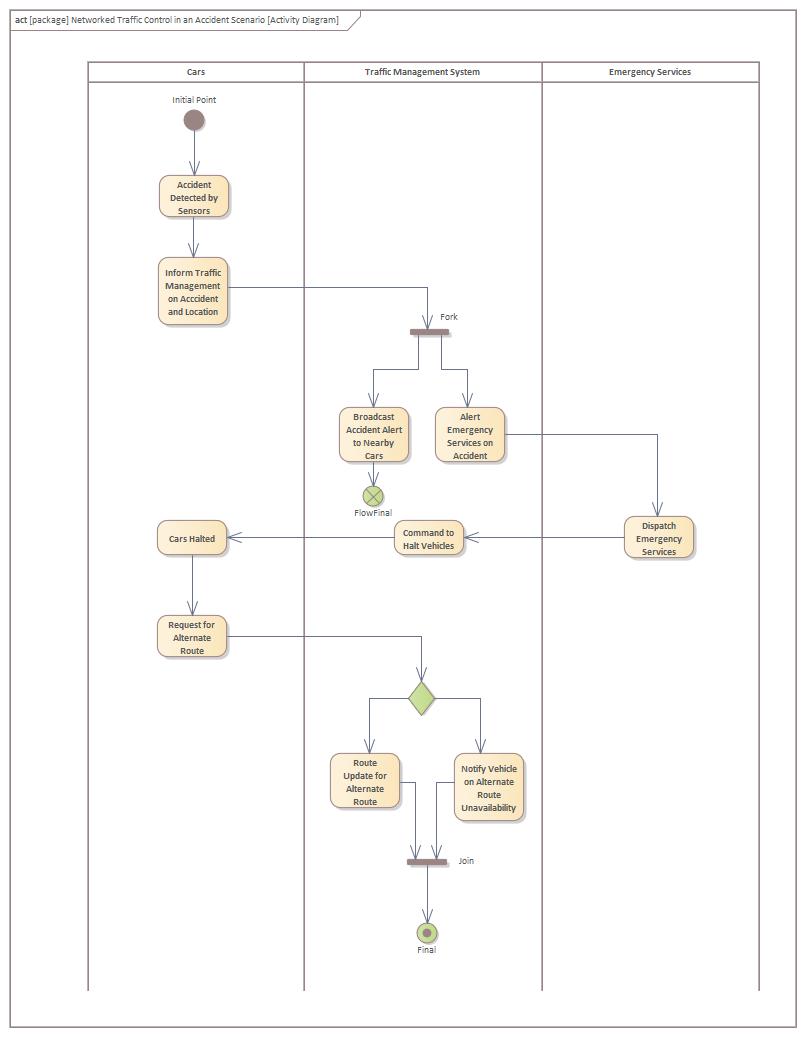 act [package] Networked Traffic Control in an Accident Scenario [Activity Diagram]
Cars
Traffic Management System
Emergency Services
Initial Point
Accident
Detected by
Sensors
Inform Traffic
Management
on Acccident
and Location
Fork
Broadcast
Accident Alert
to Nearby
Cars
Alert
Emergency
Services on
Accident
FlowFinal
Cars Halted
Command to
Halt Vehicles
Dispatch
Emergency
Services
Request for
Alternate
Route
Route
Update for
Alternate
Route
Notify Vehicle
on Alternate
Route
Unavailability
Join
Final